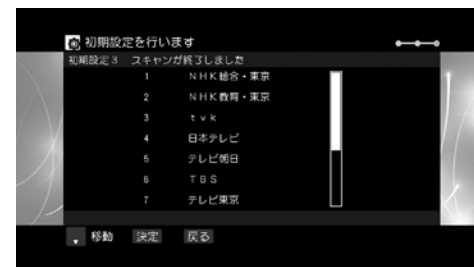 初期設定を行います
初期設定3 スキャンが終了しました
1 NHK総合・東京
2 NHK教育・東京
3 tvk
4 日本テレビ
5 テレビ朝日
6 TBS
7 テレビ東京
移動 決定 戻る